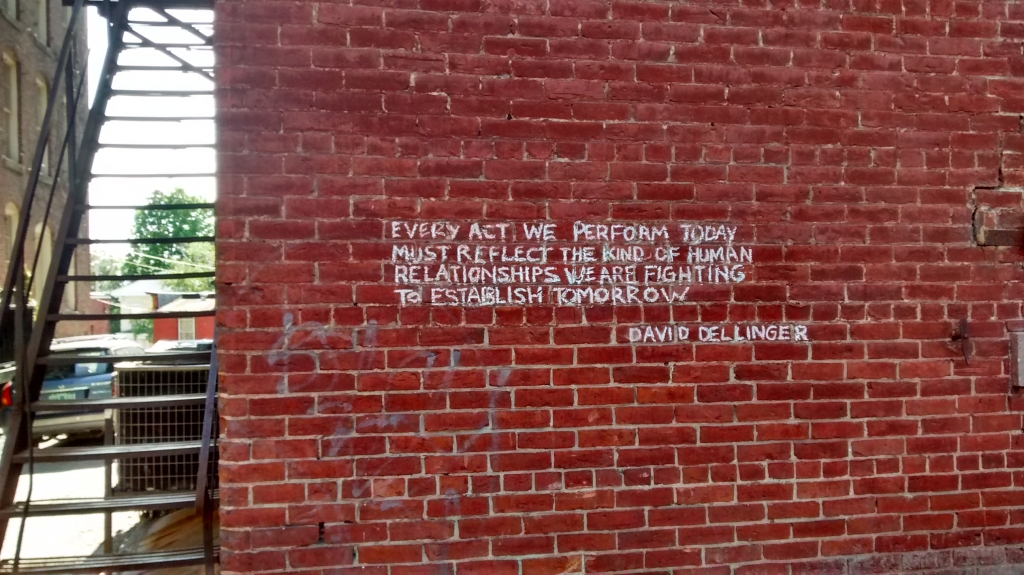 EVERY ACT WE PERFORM TODAY
MUST REFLECT THE KIND OF HUMAN
RELATIONSHIPS WE ARE FIGHTING
TO ESTABLISH TOMORROW
DAVID DELLINGER